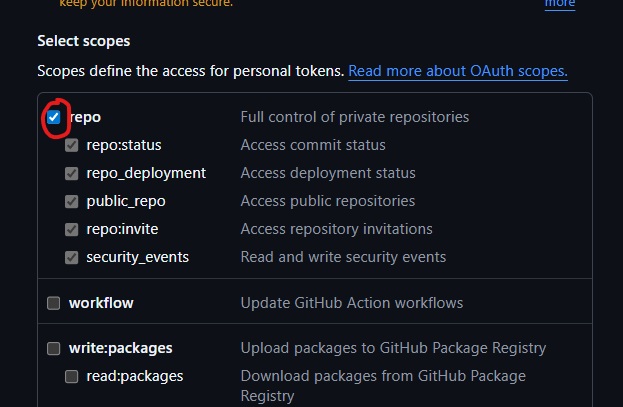 keep your information secure.
more
Select scopes
Scopes define the access for personal tokens. Read more about OAuth scopes.
repo Full control of private repositories
repo:status Access commit status
repo_deployment Access deployment status
public_repo Access public repositories
repo:invite Access repository invitations
security_events Read and write security events
workflow Update GitHub Action workflows
write:packages Upload packages to GitHub Package Registry
read:packages Download packages from GitHub Package
Registry